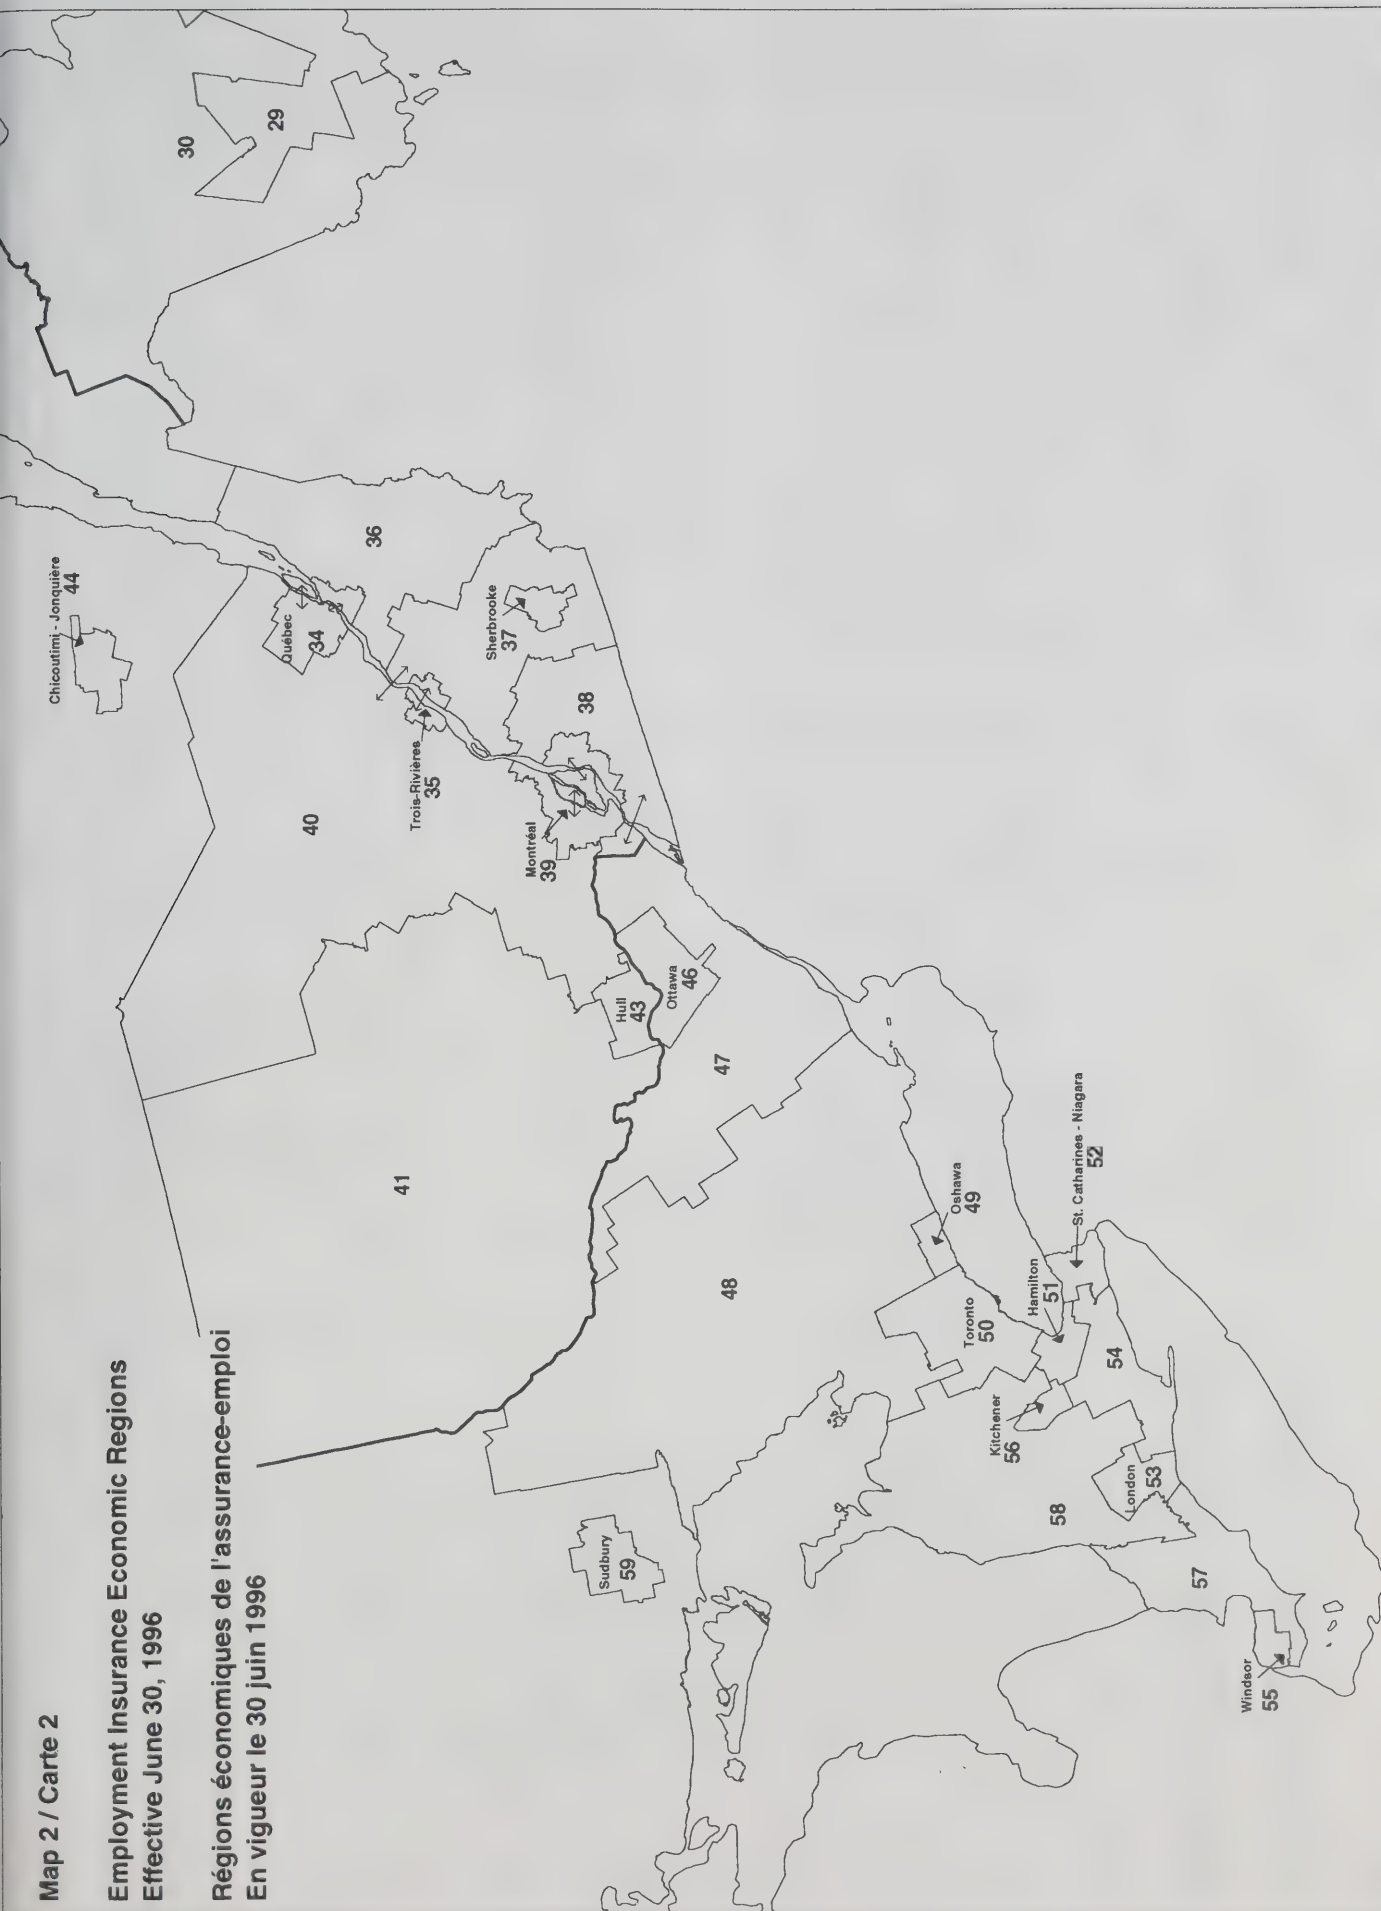 Map 2 / Carte 2
Employment Insurance Economic Regions
Effective June 30, 1996
Régions économiques de l'assurance-emploi
En vigueur le 30 juin 1996
Chicoutimi - Jonquière
44
30
29
36
Québec
34
Sherbrooke
37
38
Trois-Rivières
35
40
Montréal
39
41
Hull
43
Ottawa
46
47
48
Oshawa
49
Toronto
50
Hamilton
51
St. Catharines - Niagara
52
54
Kitchener
56
London
53
58
Sudbury
59
57
Windsor
55